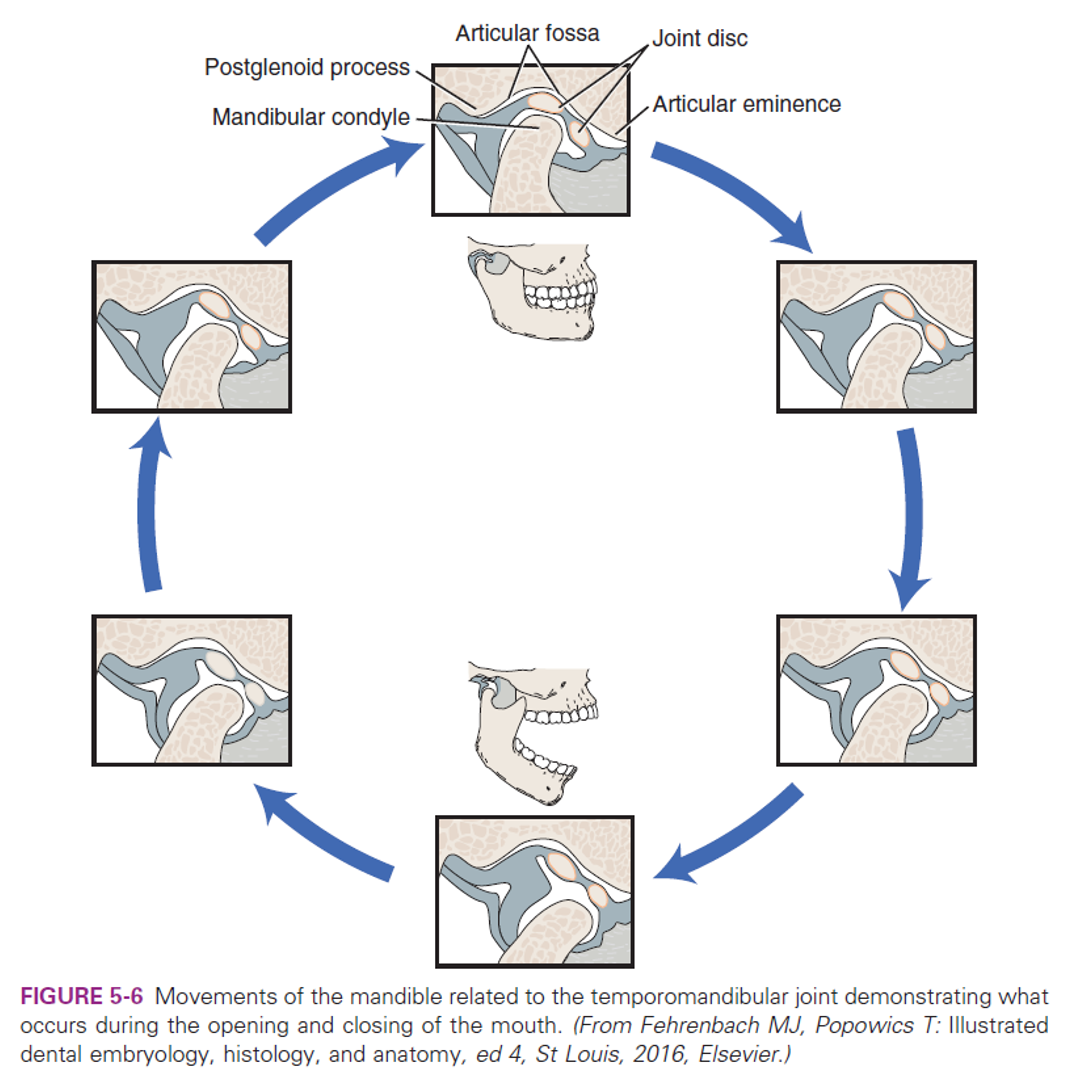 Articular fossa
Joint disc
Postglenoid process
Articular eminence
Mandibular condyle
FIGURE 5-6 Movements of the mandible related to the temporomandibular joint demonstrating what
occurs during the opening and closing of the mouth. (From Fehrenbach MJ, Popowics T: Illustrated
dental embryology, histology, and anatomy, ed 4, St Louis, 2016, Elsevier.)